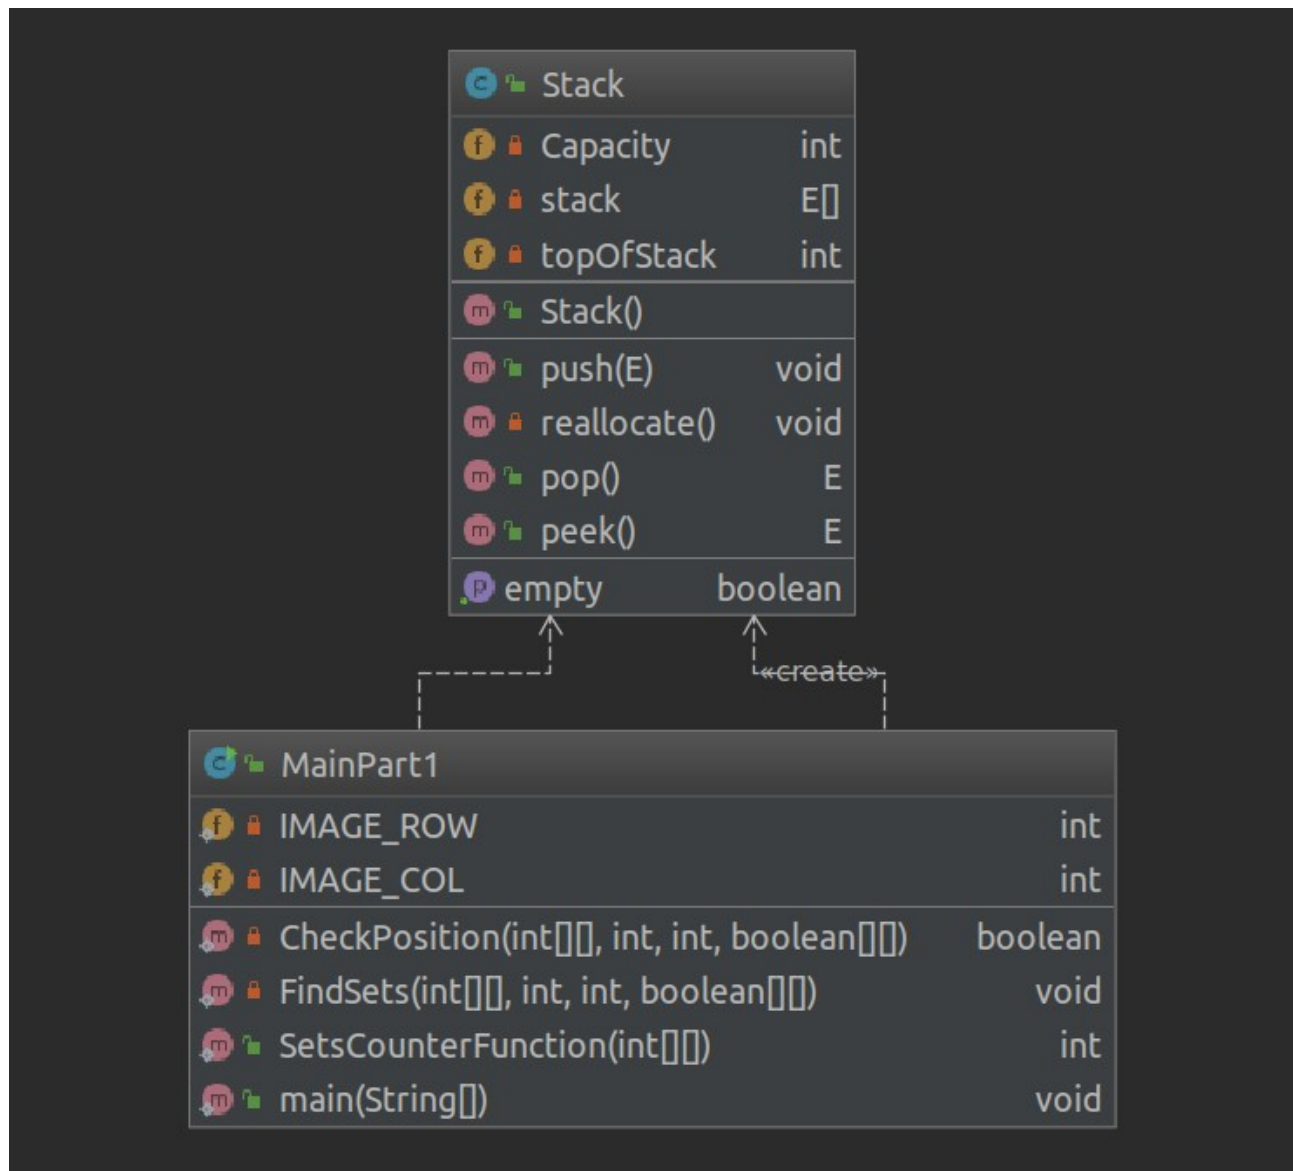 Stack
Capacity int
stack E[]
topOfStack int
Stack()
push(E) void
reallocate() void
pop() E
peek() E
empty boolean
«create»
MainPart1
IMAGE_ROW int
IMAGE_COL int
CheckPosition(int[][], int, int, boolean[][]) boolean
FindSets(int[][], int, int, boolean[][]) void
SetsCounterFunction(int[][]) int
main(String[]) void